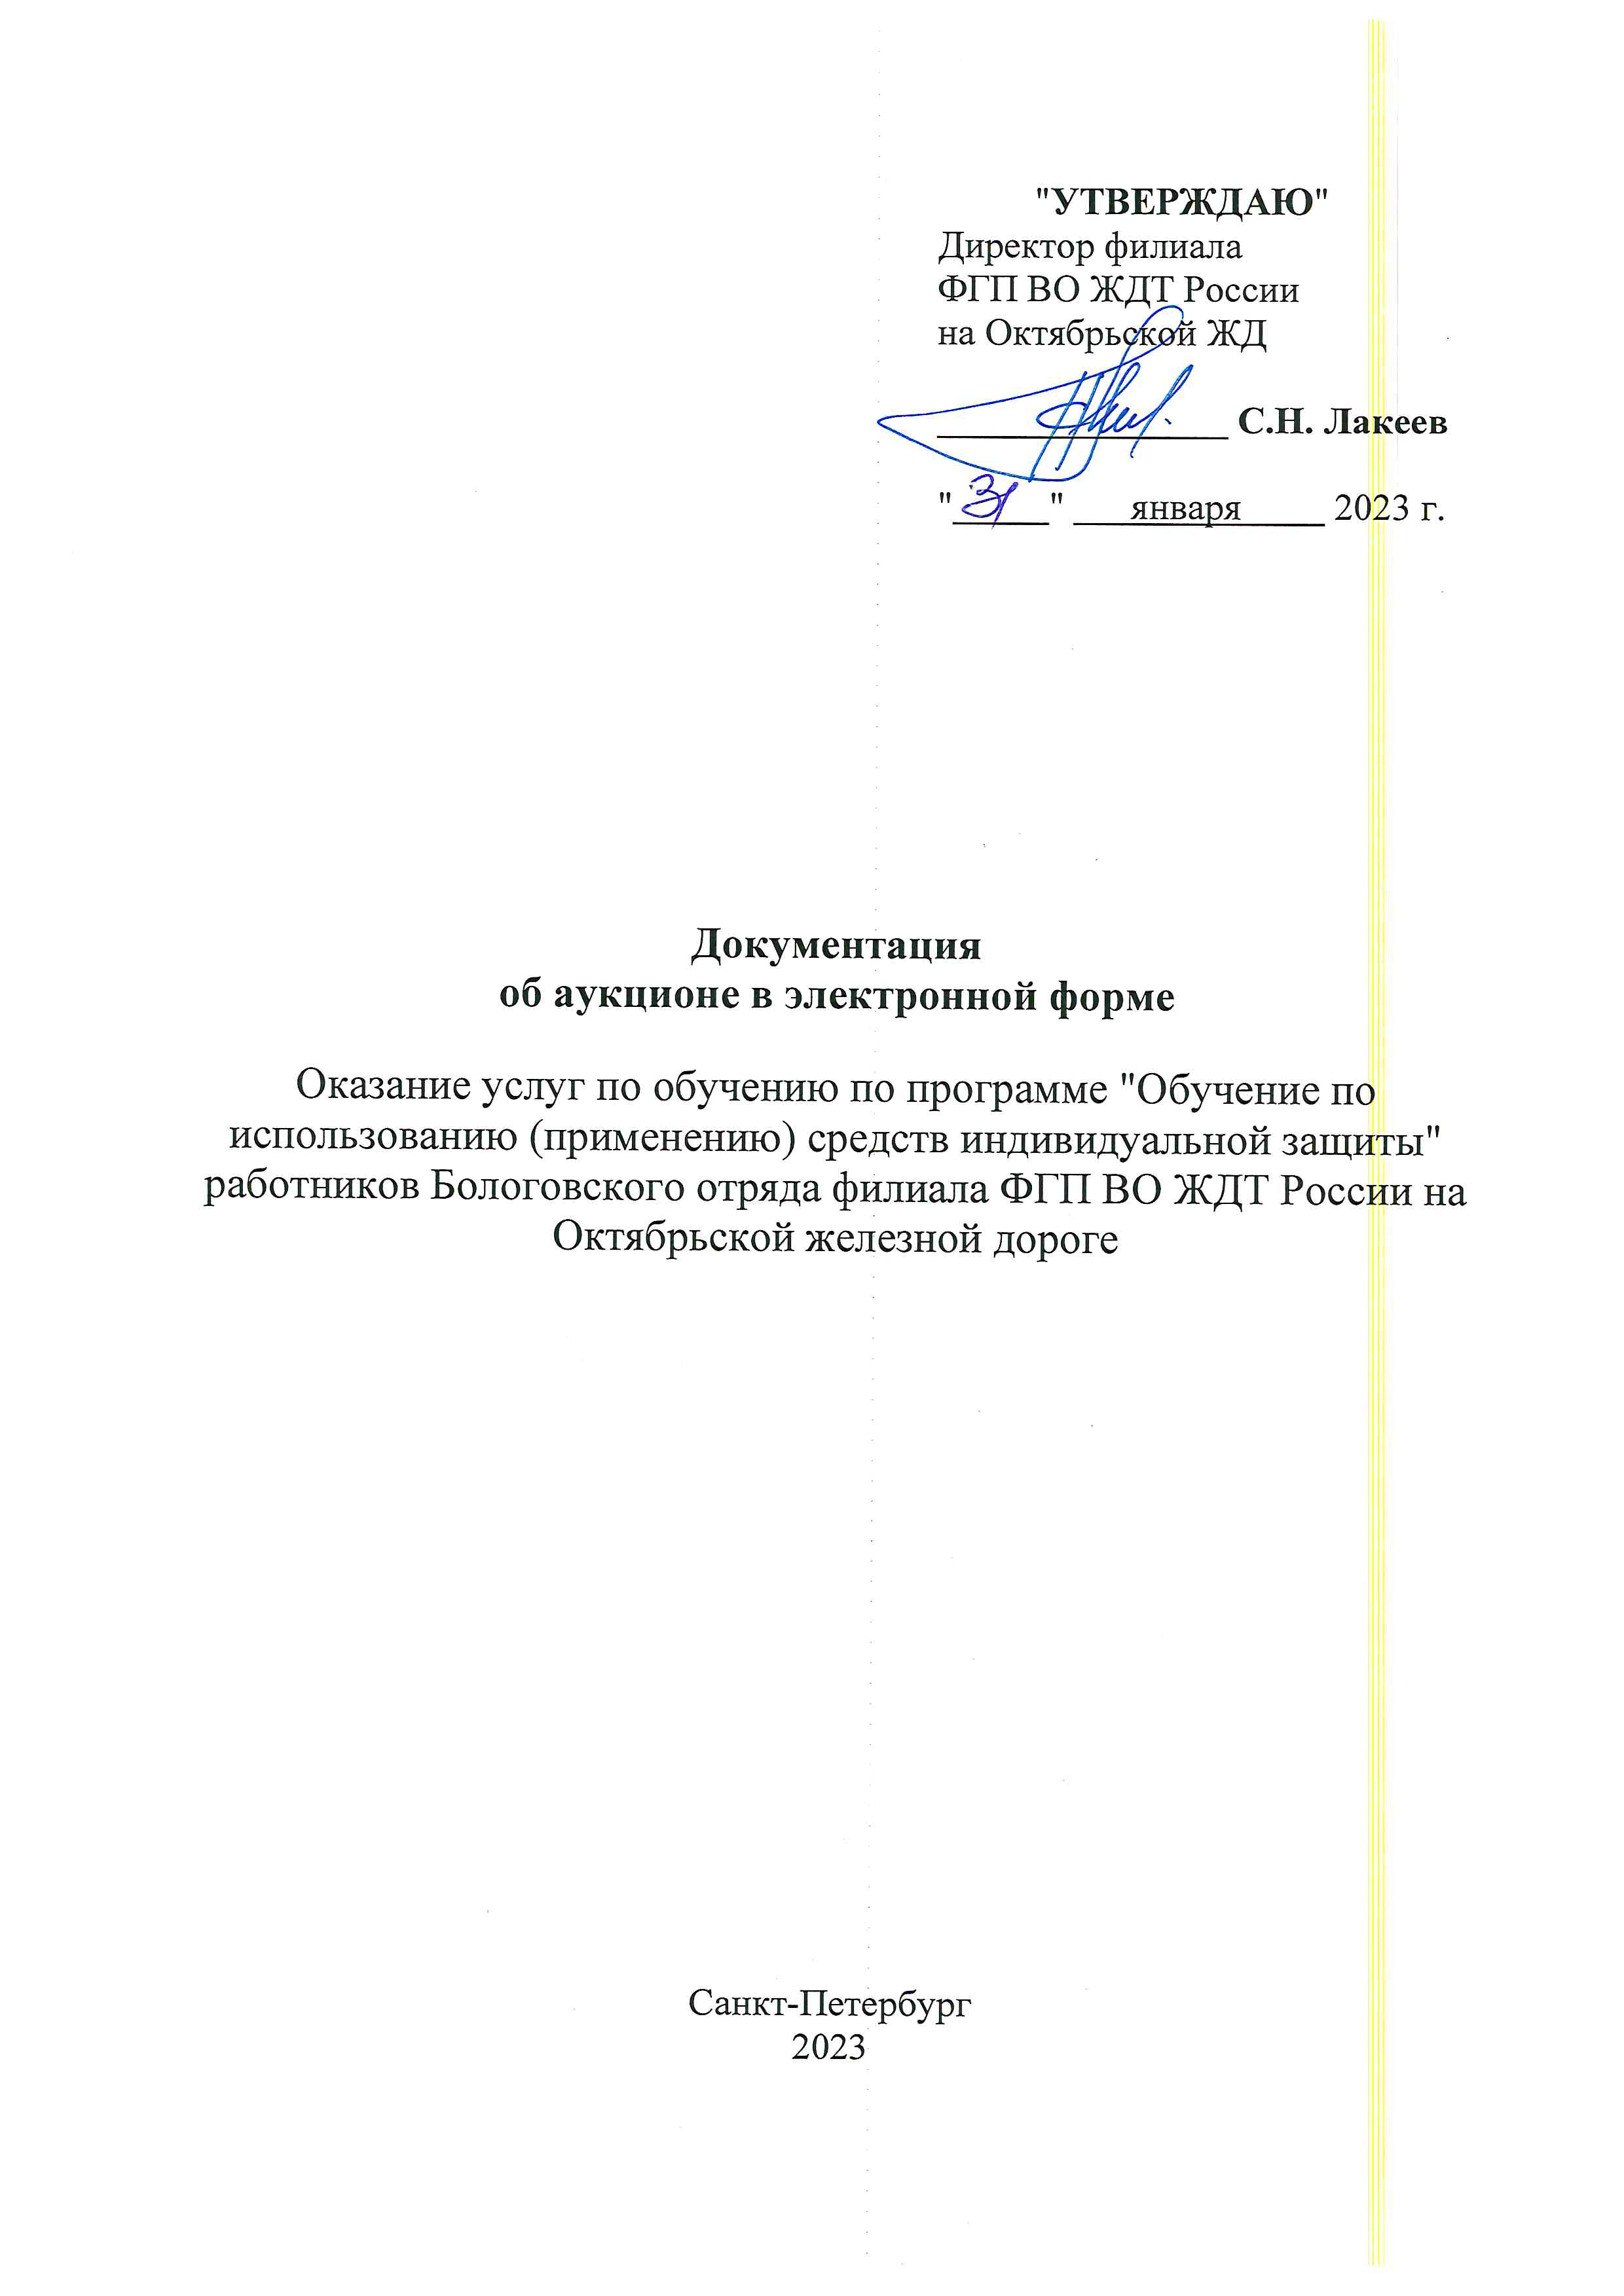 "УТВЕРЖДАЮ"
Директор филиала
ФГП ВО ЖДТ России
на Октябрьской ЖД
С.Н. Лакеев
"31" января 2023 г.
Документация
об аукционе в электронной форме
Оказание услуг по обучению по программе "Обучение по
использованию (применению) средств индивидуальной защиты"
работников Бологовского отряда филиала ФГП ВО ЖДТ России на
Октябрьской железной дороге
Санкт-Петербург
2023